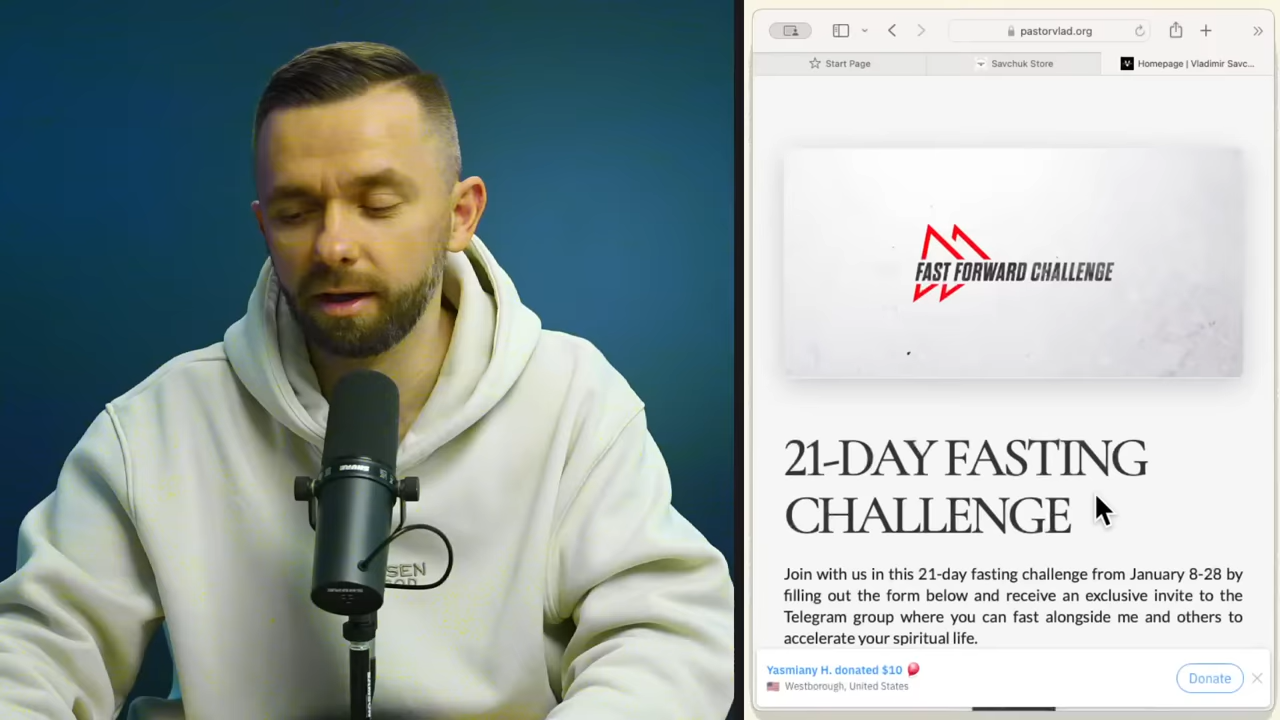 pastorvlad.org
Start Page
Savchuk Store
Homepage | Vladimir Savc...
FAST FORWARD CHALLENGE
21-DAY FASTING
CHALLENGE
Join with us in this 21-day fasting challenge from January 8-28 by
filling out the form below and receive an exclusive invite to the
Telegram group where you can fast alongside me and others to
accelerate your spiritual life.
Yasmiany H. donated $10
Westborough, United States
Donate